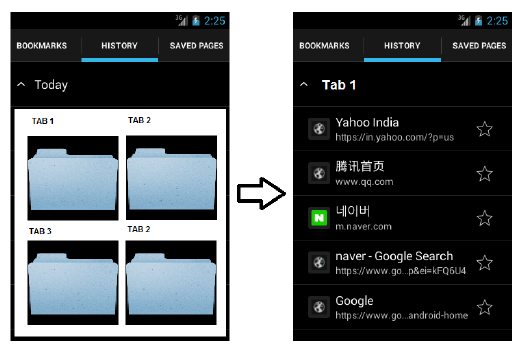 3G 2:25
BOOKMARKS HISTORY SAVED PAGES
Today
TAB 1 TAB 2
TAB 3 TAB 2
3G 2:25
BOOKMARKS HISTORY SAVED PAGES
Tab 1
Yahoo India
https://in.yahoo.com/?p=us
腾讯首页
www.qq.com
N
네이버
m.naver.com
naver - Google Search
https://www.go...p&ei=kFQ6U4
Google
https://www.go...android-home